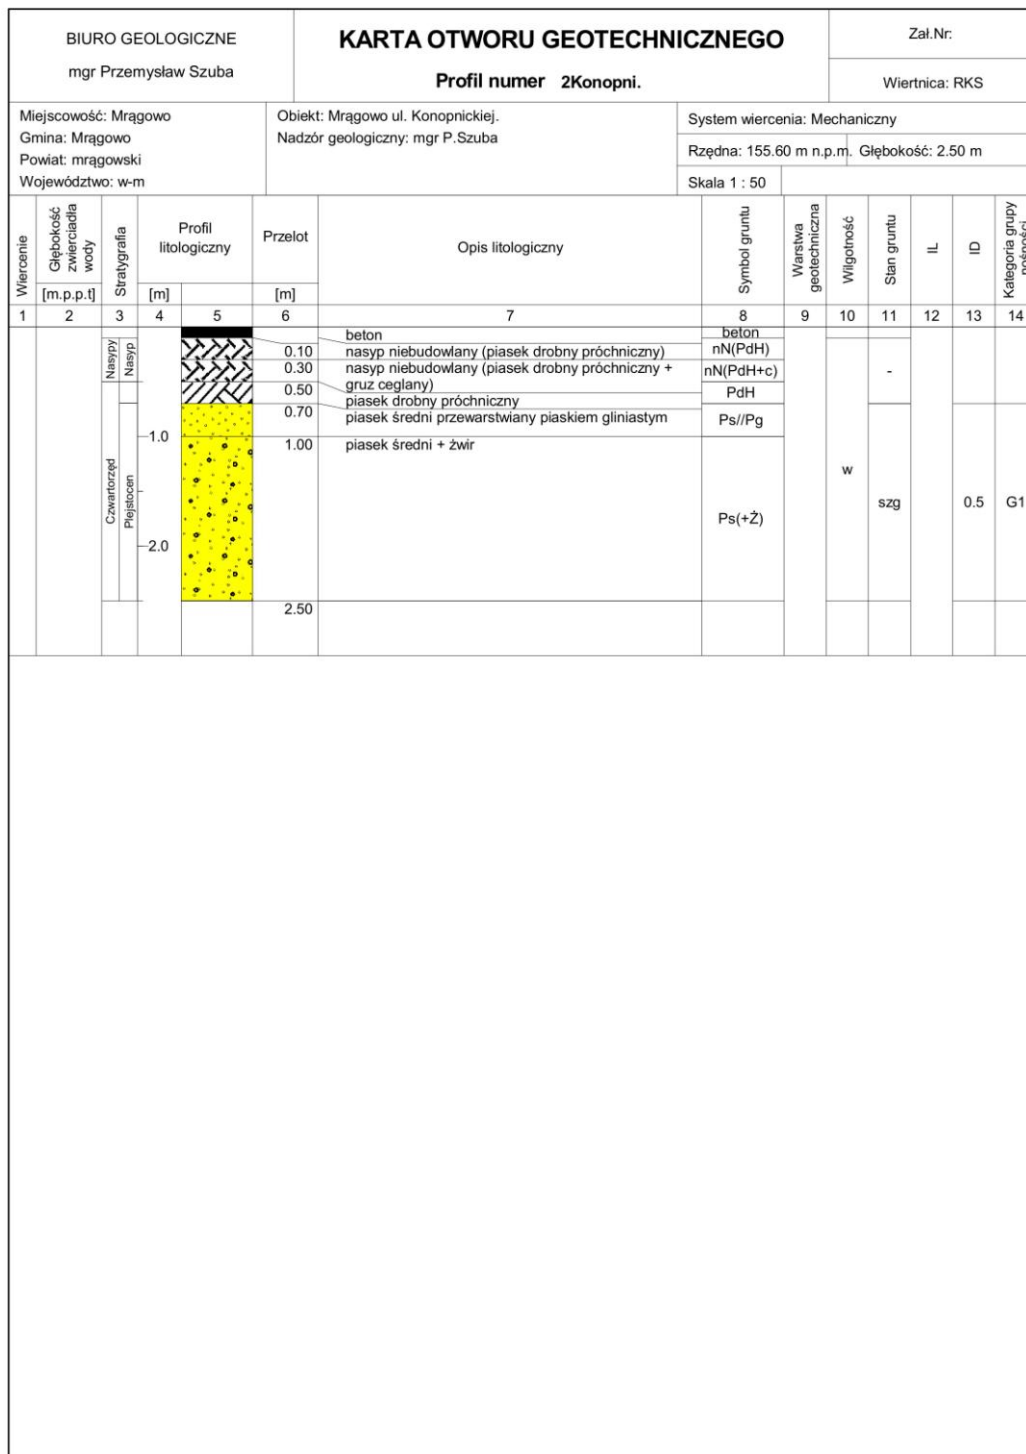 BIURO GEOLOGICZNE
mgr Przemysław Szuba
KARTA OTWORU GEOTECHNICZNEGO
Profil numer 2Konopni.
Zał.Nr:
Wiertnica: RKS
Miejscowość: Mrągowo
Gmina: Mrągowo
Powiat: mrągowski
Województwo: w-m
Obiekt: Mrągowo ul. Konopnickiej.
Nadzór geologiczny: mgr P.Szuba
System wiercenia: Mechaniczny
Rzędna: 155.60 m n.p.m. Głębokość: 2.50 m
Skala 1 : 50
Wiercenie
Głębokość zwierciadła wody
[m.p.p.t]
Stratygrafia
Profil litologiczny
[m]
Przelot
[m]
Opis litologiczny
Symbol gruntu
Warstwa geotechniczna
Wilgotność
Stan gruntu
IL
ID
Kategoria grupy nośności
1 2 3 4 5 6 7 8 9 10 11 12 13 14
Nasypy
Nasyp
Czwartorzęd
Plejstocen
1.0
2.0
beton
beton
0.10 nasyp niebudowlany (piasek drobny próchniczny) nN(PdH)
0.30 nasyp niebudowlany (piasek drobny próchniczny +
gruz ceglany)
nN(PdH+c)
-
0.50 piasek drobny próchniczny PdH
0.70 piasek średni przewarstwiany piaskiem gliniastym Ps//Pg
1.00 piasek średni + żwir
Ps(+Ż)
w
szg
0.5
G1
2.50